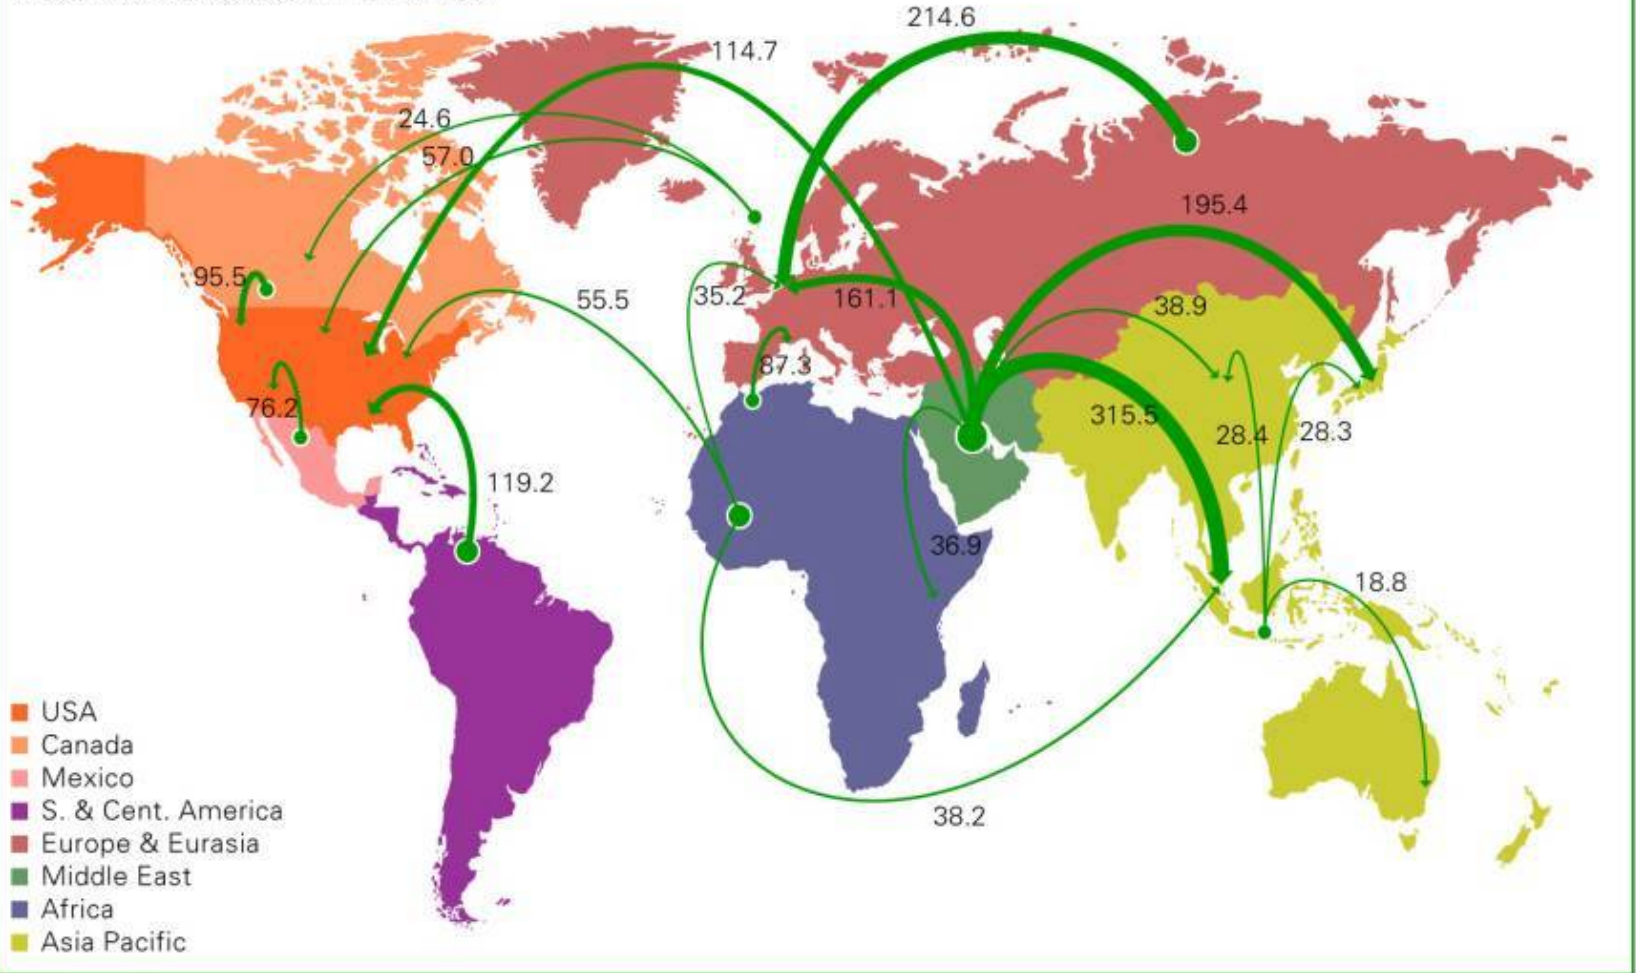 214.6
114.7
24.6
57.0
195.4
95.5
55.5
35.2
161.1
38.9
87.3
76.2
315.5
28.4
28.3
119.2
36.9
18.8
38.2
USA
Canada
Mexico
S. & Cent. America
Europe & Eurasia
Middle East
Africa
Asia Pacific